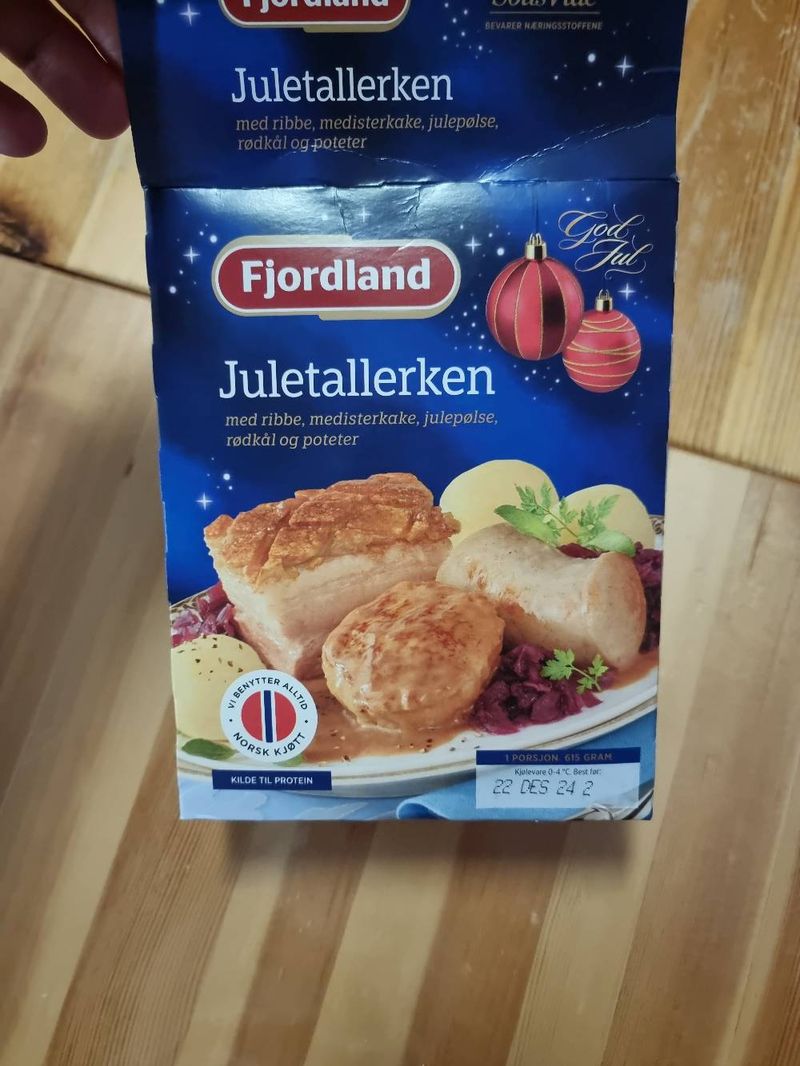 Fjordland
SousVide
BEVARER NÆRINGSSTOFFENE
Juletallerken
med ribbe, medisterkake, julepølse,
rødkål og poteter
God
Jul
Fjordland
Juletallerken
med ribbe, medisterkake, julepølse,
rødkål og poteter
VI BENYTTER ALLTID
NORSK KJØTT
KILDE TIL PROTEIN
1 PORSJON. 615 GRAM
Kjølevare 0-4 °C. Best før:
22 DES 24 2